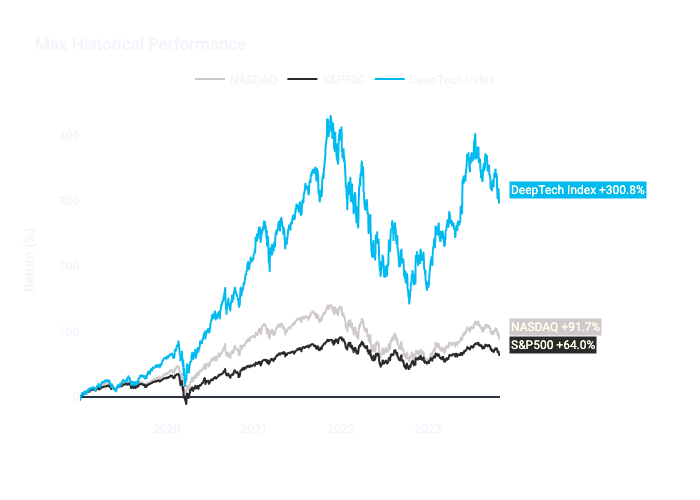 Max Historical Performance
NASDAQ S&P500 DeepTech Index
400
300
200
100
Return (%)
DeepTech Index +300.8%
NASDAQ +91.7%
S&P500 +64.0%
2020 2021 2022 2023